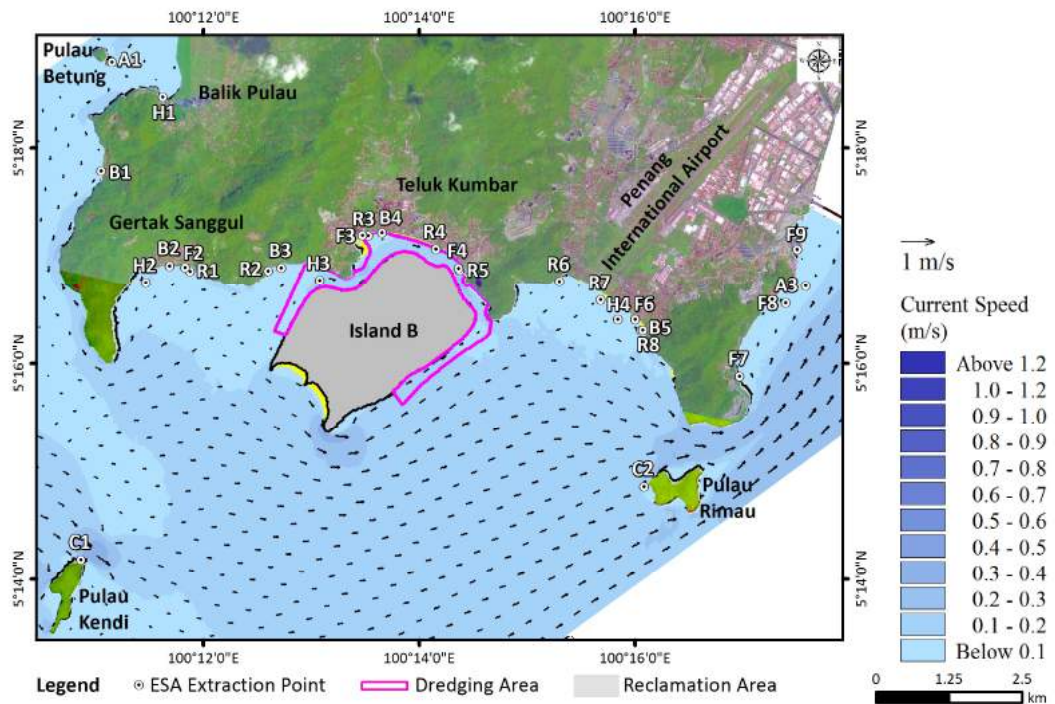 100°12'0"E 100°14'0"E 100°16'0"E
Pulau
Betung
A1
H1
Balik Pulau
5°18'0"N 5°18'0"N
B1
Penang
International Airport
Teluk Kumbar
Gertak Sanggul
R3 B4
F3
R4
F4
R5
F9
B2 F2
H2
R1
R2 B3
H3
R6
R7
H4 F6
B5
R8
A3
F8
Island B
5°16'0"N 5°16'0"N
F7
C2
Pulau
Rimau
C1
Pulau
Kendi
5°14'0"N 5°14'0"N
100°12'0"E 100°14'0"E 100°16'0"E
1 m/s
Current Speed
(m/s)
Above 1.2
1.0 - 1.2
0.9 - 1.0
0.8 - 0.9
0.7 - 0.8
0.6 - 0.7
0.5 - 0.6
0.4 - 0.5
0.3 - 0.4
0.2 - 0.3
0.1 - 0.2
Below 0.1
0 1.25 2.5
km
Legend ESA Extraction Point Dredging Area Reclamation Area